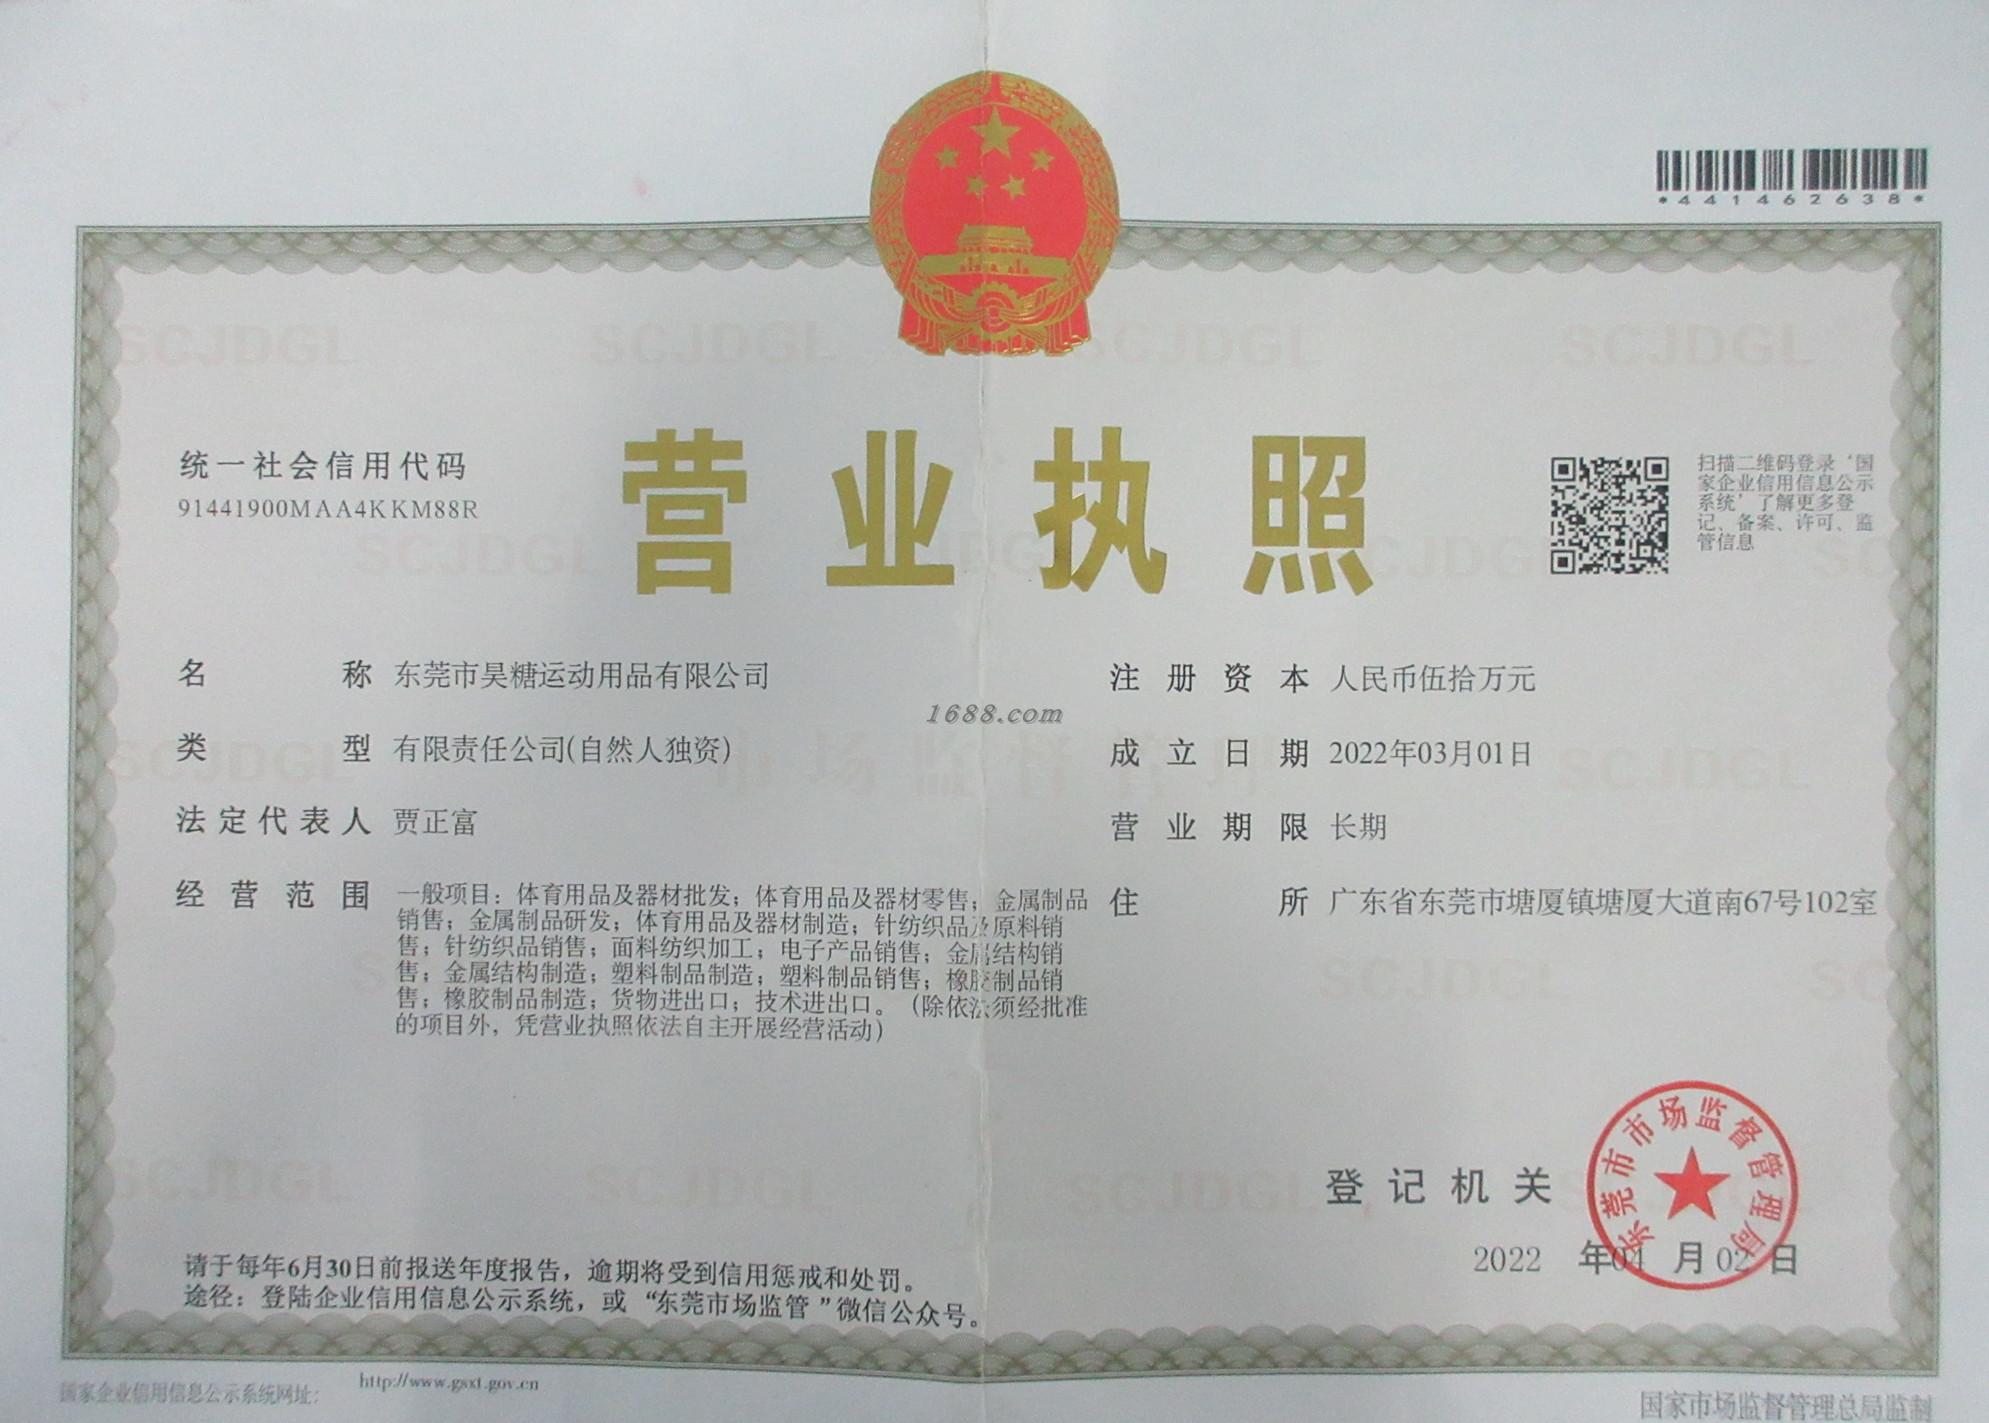 *441462638*
统一社会信用代码
91441900MAA4KKM88R
营业执照
扫描二维码登录‘国
家企业信用信息公示
系统’了解更多登
记、备案、许可、监
管信息
名称 东莞市昊糖运动用品有限公司
类型 有限责任公司(自然人独资)
法定代表人 贾正富
经营范围 一般项目：体育用品及器材批发；体育用品及器材零售；金属制品
销售；金属制品研发；体育用品及器材制造；针纺织品及原料销
售；针纺织品销售；面料纺织加工；电子产品销售；金属结构销
售；金属结构制造；塑料制品制造；塑料制品销售；橡胶制品销
售；橡胶制品制造；货物进出口；技术进出口。（除依法须经批准
的项目外，凭营业执照依法自主开展经营活动）
注册资本 人民币伍拾万元
成立日期 2022年03月01日
营业期限 长期
住所 广东省东莞市塘厦镇塘厦大道南67号102室
1688.com
登记机关
东莞市市场监督管理局
2022 年04 月02日
请于每年6月30日前报送年度报告，逾期将受到信用惩戒和处罚。
途径：登陆企业信用信息公示系统，或“东莞市场监管”微信公众号。
国家企业信用信息公示系统网址： http://www.gsxt.gov.cn
国家市场监督管理总局监制
SCJDGL
市场监督管理